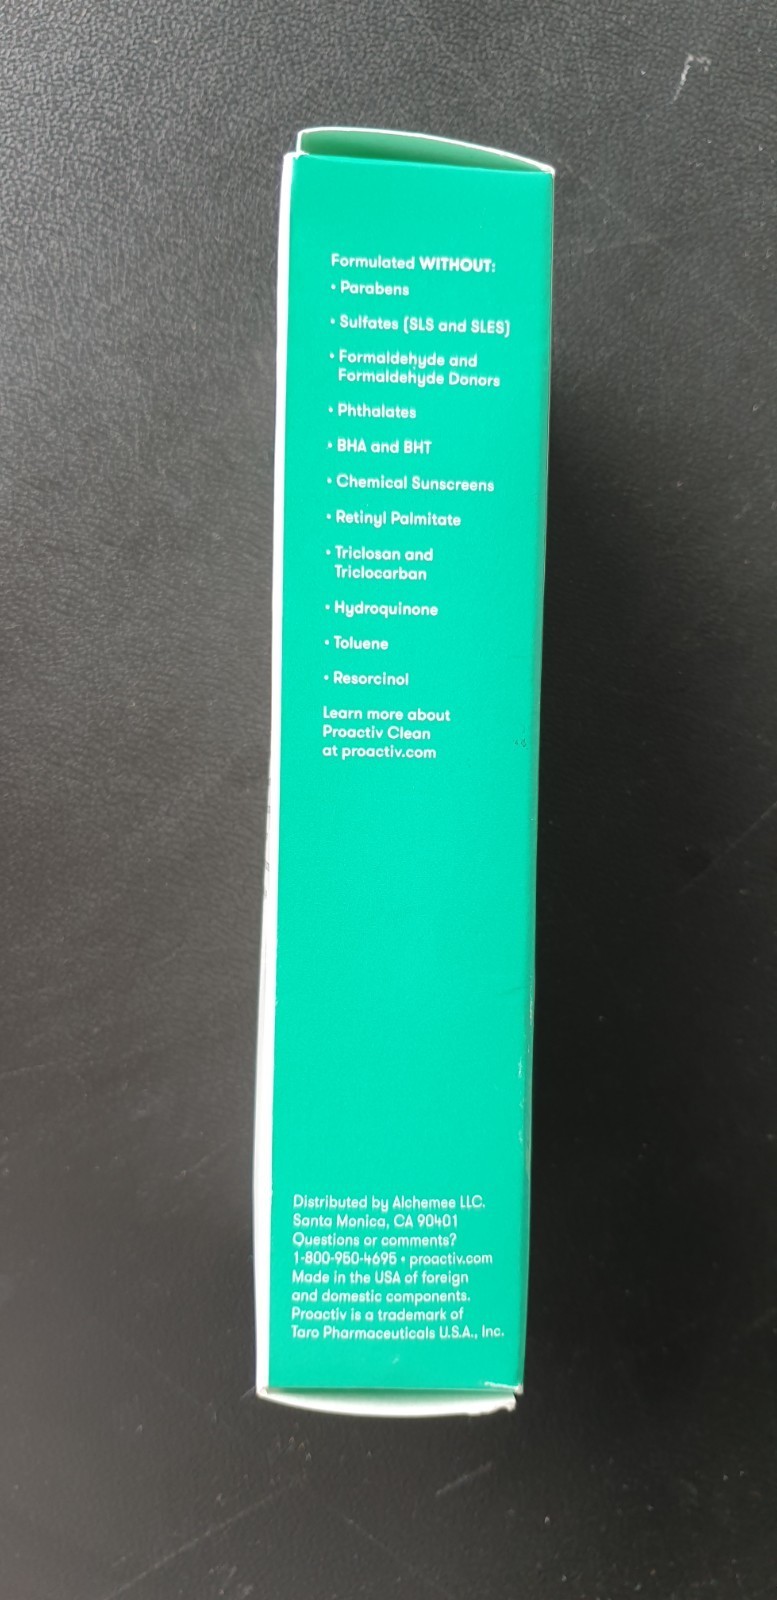 Formulated WITHOUT:
• Parabens
• Sulfates (SLS and SLES)
• Formaldehyde and
Formaldehyde Donors
• Phthalates
• BHA and BHT
• Chemical Sunscreens
• Retinyl Palmitate
• Triclosan and
Triclocarban
• Hydroquinone
• Toluene
• Resorcinol
Learn more about
Proactiv Clean
at proactiv.com
Distributed by Alchemee LLC.
Santa Monica, CA 90401
Questions or comments?
1-800-950-4695 • proactiv.com
Made in the USA of foreign
and domestic components.
Proactiv is a trademark of
Taro Pharmaceuticals U.S.A., Inc.